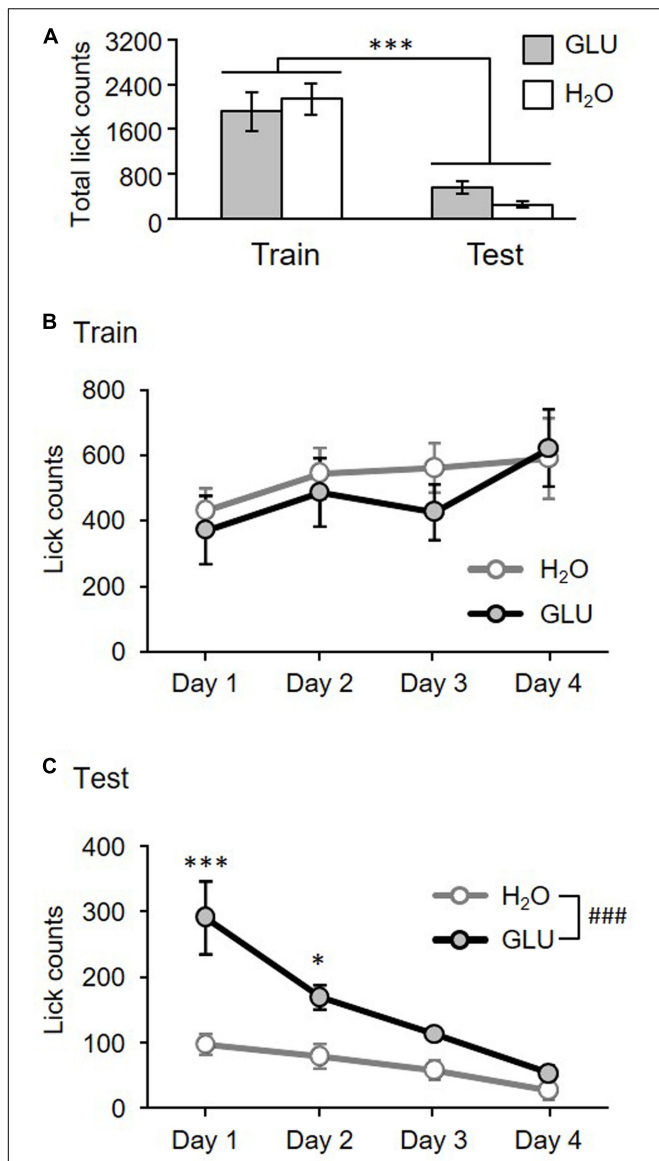 A
Total lick counts
3200
2400
1600
800
0
***
GLU
H₂O
Train Test
B Train
Lick counts
800
600
400
200
0
H₂O
GLU
Day 1 Day 2 Day 3 Day 4
C Test
Lick counts
400
300
200
100
0
***
*
H₂O
GLU
###
Day 1 Day 2 Day 3 Day 4